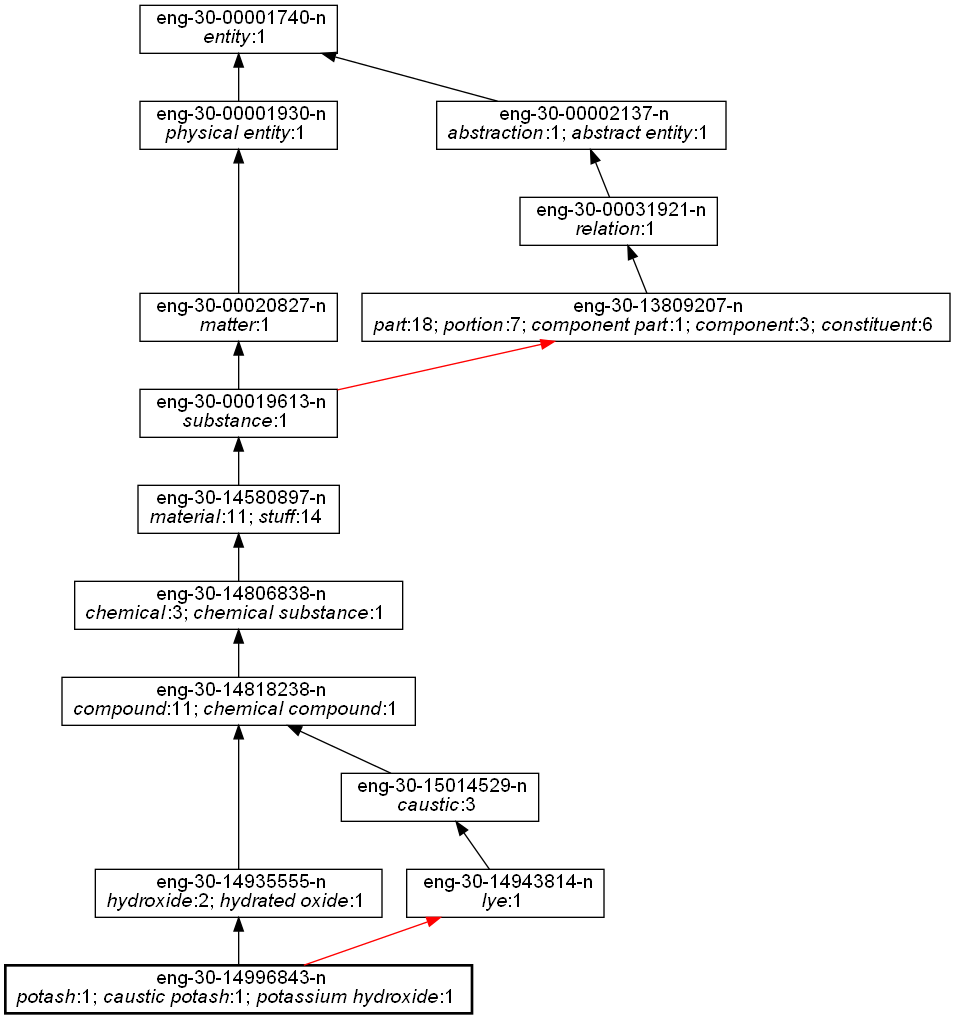 eng-30-00001740-n
entity:1
eng-30-00001930-n
physical entity:1
eng-30-00002137-n
abstraction:1; abstract entity:1
eng-30-00031921-n
relation:1
eng-30-00020827-n
matter:1
eng-30-13809207-n
part:18; portion:7; component part:1; component:3; constituent:6
eng-30-00019613-n
substance:1
eng-30-14580897-n
material:11; stuff:14
eng-30-14806838-n
chemical:3; chemical substance:1
eng-30-14818238-n
compound:11; chemical compound:1
eng-30-15014529-n
caustic:3
eng-30-14935555-n
hydroxide:2; hydrated oxide:1
eng-30-14943814-n
lye:1
eng-30-14996843-n
potash:1; caustic potash:1; potassium hydroxide:1